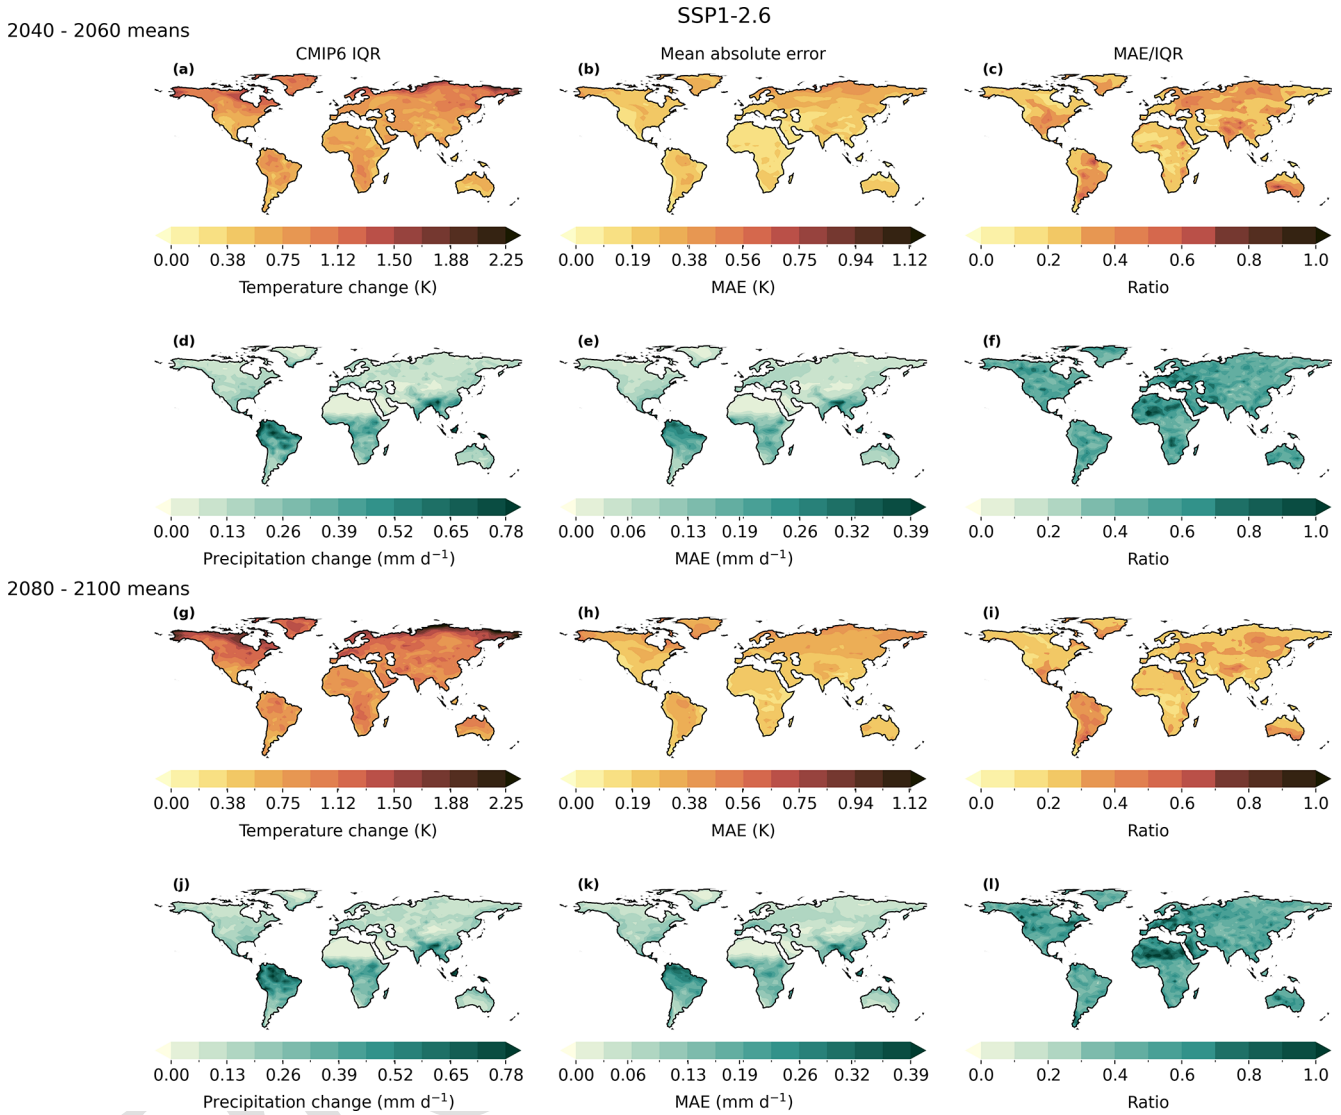 SSP1-2.6
2040 - 2060 means
CMIP6 IQR Mean absolute error MAE/IQR
(a) (b) (c)
0.00 0.38 0.75 1.12 1.50 1.88 2.25 0.00 0.19 0.38 0.56 0.75 0.94 1.12 0.0 0.2 0.4 0.6 0.8 1.0
Temperature change (K) MAE (K) Ratio
(d) (e) (f)
0.00 0.13 0.26 0.39 0.52 0.65 0.78 0.00 0.06 0.13 0.19 0.26 0.32 0.39 0.0 0.2 0.4 0.6 0.8 1.0
Precipitation change (mm d⁻¹) MAE (mm d⁻¹) Ratio
2080 - 2100 means
(g) (h) (i)
0.00 0.38 0.75 1.12 1.50 1.88 2.25 0.00 0.19 0.38 0.56 0.75 0.94 1.12 0.0 0.2 0.4 0.6 0.8 1.0
Temperature change (K) MAE (K) Ratio
(j) (k) (l)
0.00 0.13 0.26 0.39 0.52 0.65 0.78 0.00 0.06 0.13 0.19 0.26 0.32 0.39 0.0 0.2 0.4 0.6 0.8 1.0
Precipitation change (mm d⁻¹) MAE (mm d⁻¹) Ratio